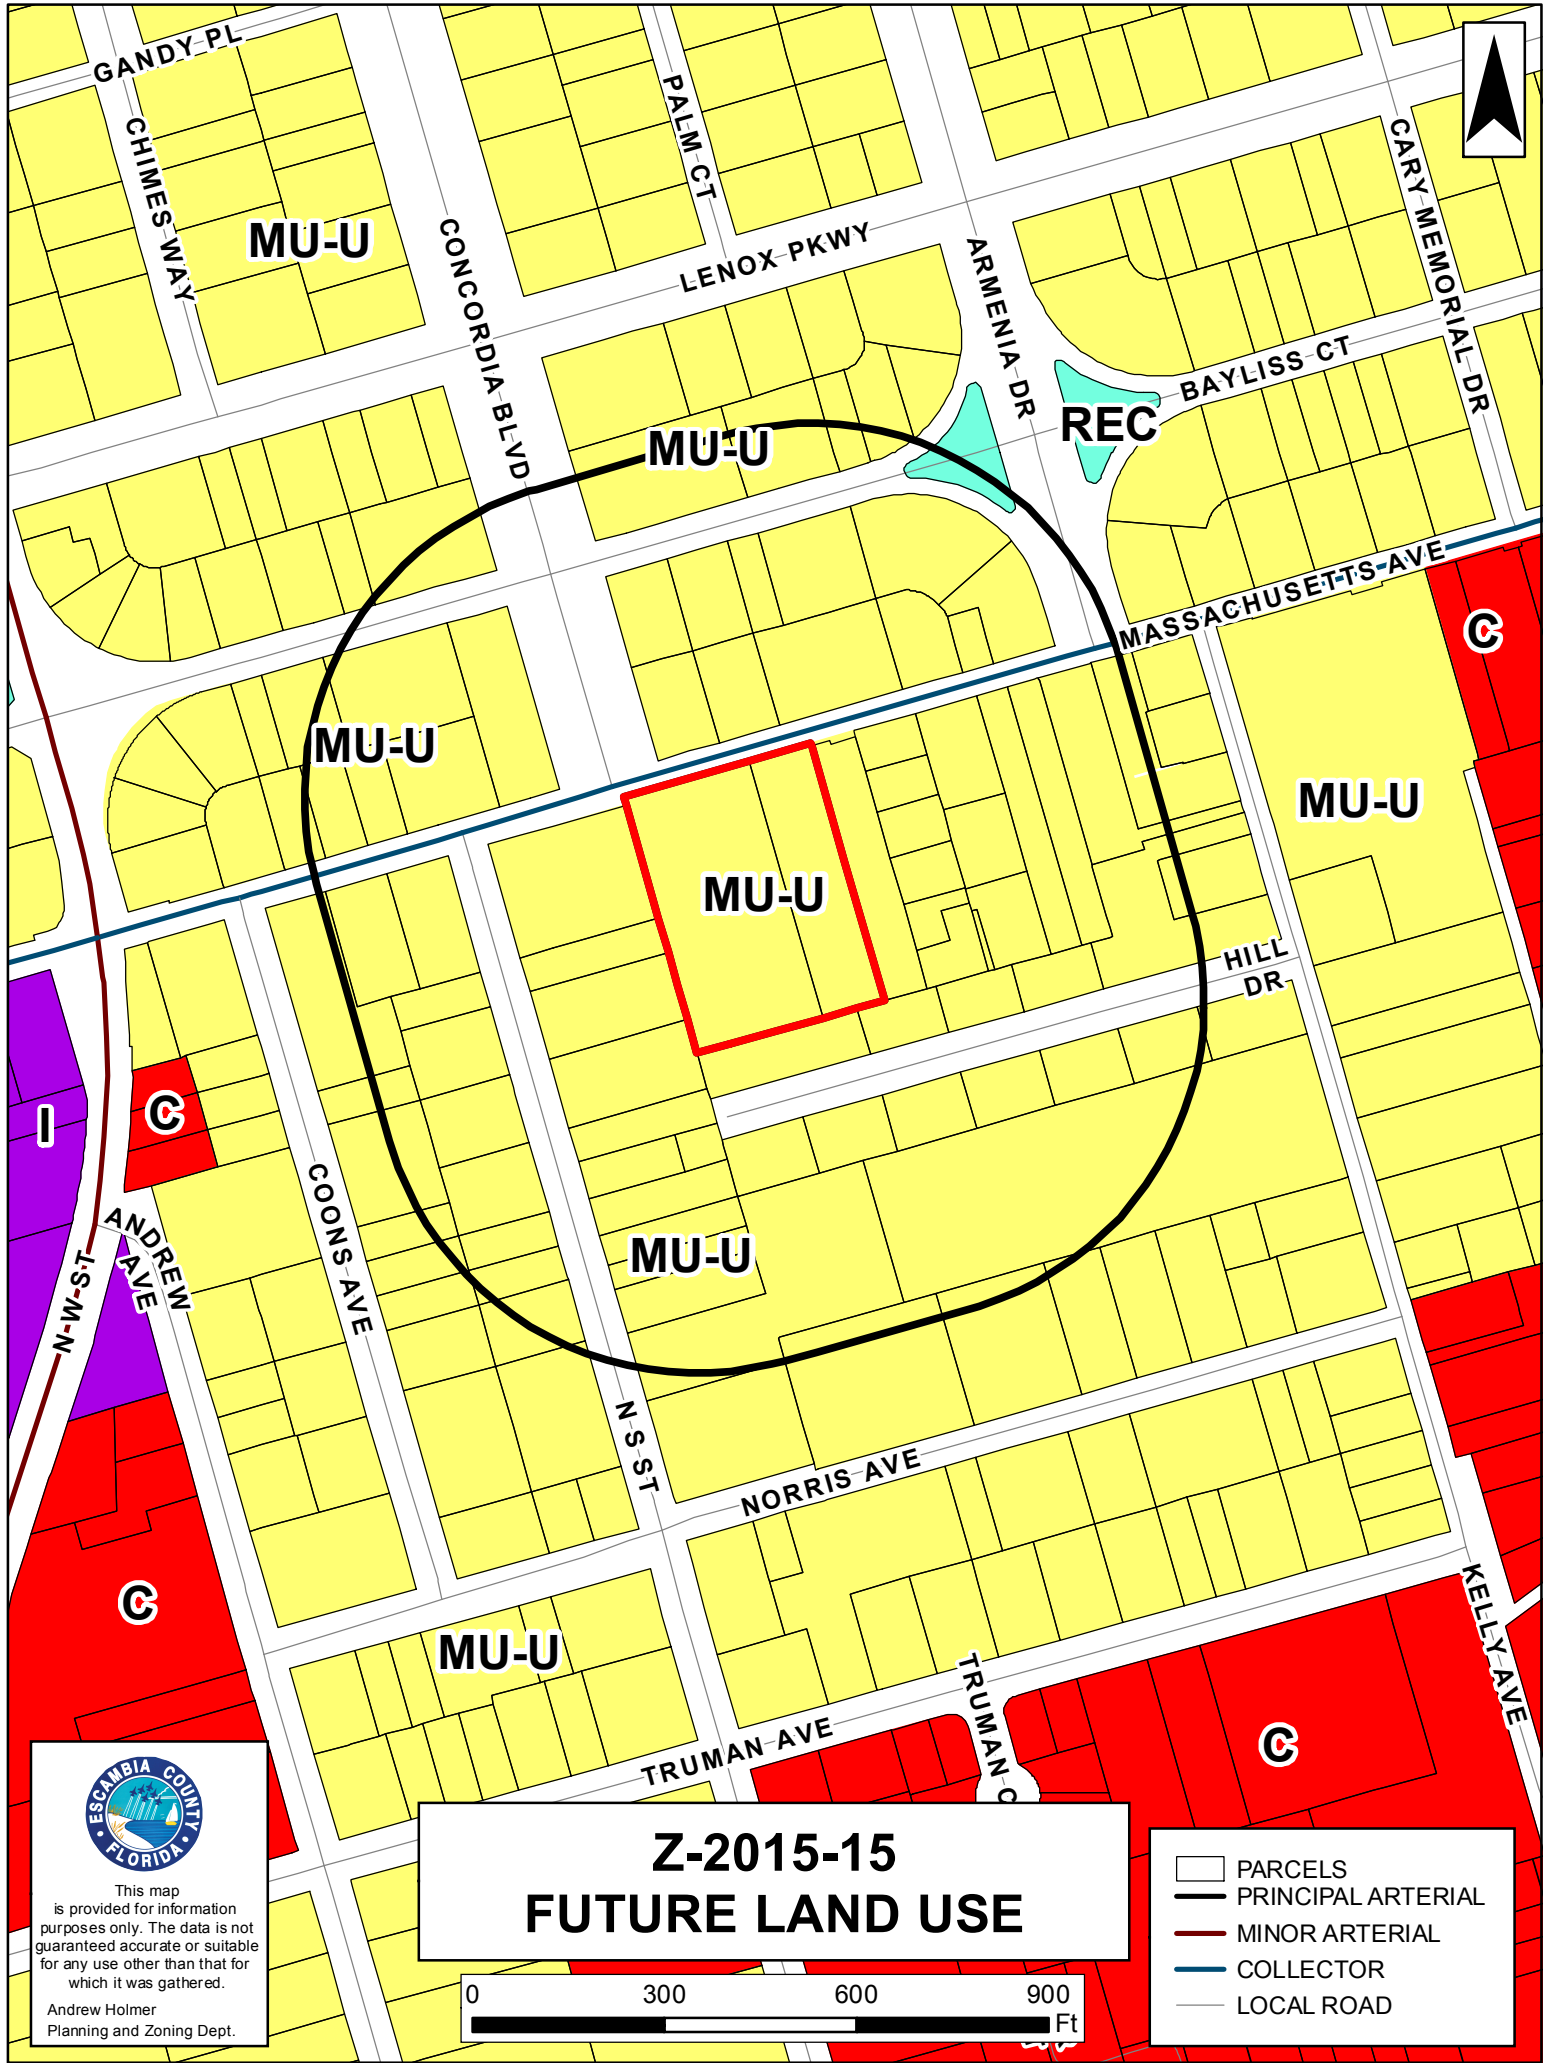 GANDY PL
CHIMES WAY
MU-U
CONCORDIA BLVD
PALM CT
LENOX PKWY
ARMENIA DR
CARY MEMORIAL DR
BAYLISS CT
REC
MU-U
MASSACHUSETTS AVE
C
MU-U
MU-U
MU-U
HILL
DR
I
C
COONS AVE
ANDREW
AVE
N W ST
MU-U
N S ST
NORRIS AVE
C
MU-U
KELLY AVE
TRUMAN AVE
TRUMAN C
C
ESCAMBIA COUNTY
FLORIDA
This map
is provided for information
purposes only. The data is not
guaranteed accurate or suitable
for any use other than that for
which it was gathered.
Andrew Holmer
Planning and Zoning Dept.
Z-2015-15
FUTURE LAND USE
0 300 600 900
Ft
PARCELS
PRINCIPAL ARTERIAL
MINOR ARTERIAL
COLLECTOR
LOCAL ROAD